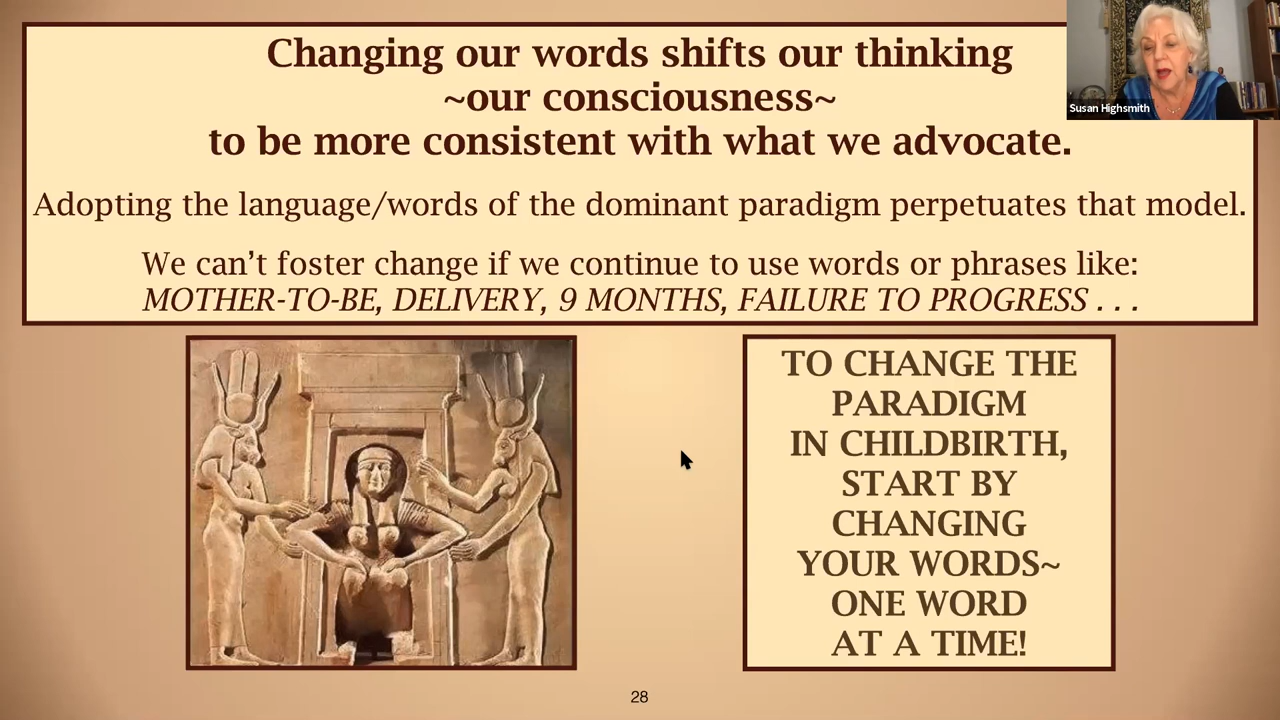 Changing our words shifts our thinking
~our consciousness~
to be more consistent with what we advocate.
Adopting the language/words of the dominant paradigm perpetuates that model.
We can’t foster change if we continue to use words or phrases like:
MOTHER-TO-BE, DELIVERY, 9 MONTHS, FAILURE TO PROGRESS . . .
Susan Highsmith
TO CHANGE THE
PARADIGM
IN CHILDBIRTH,
START BY
CHANGING
YOUR WORDS~
ONE WORD
AT A TIME!
28